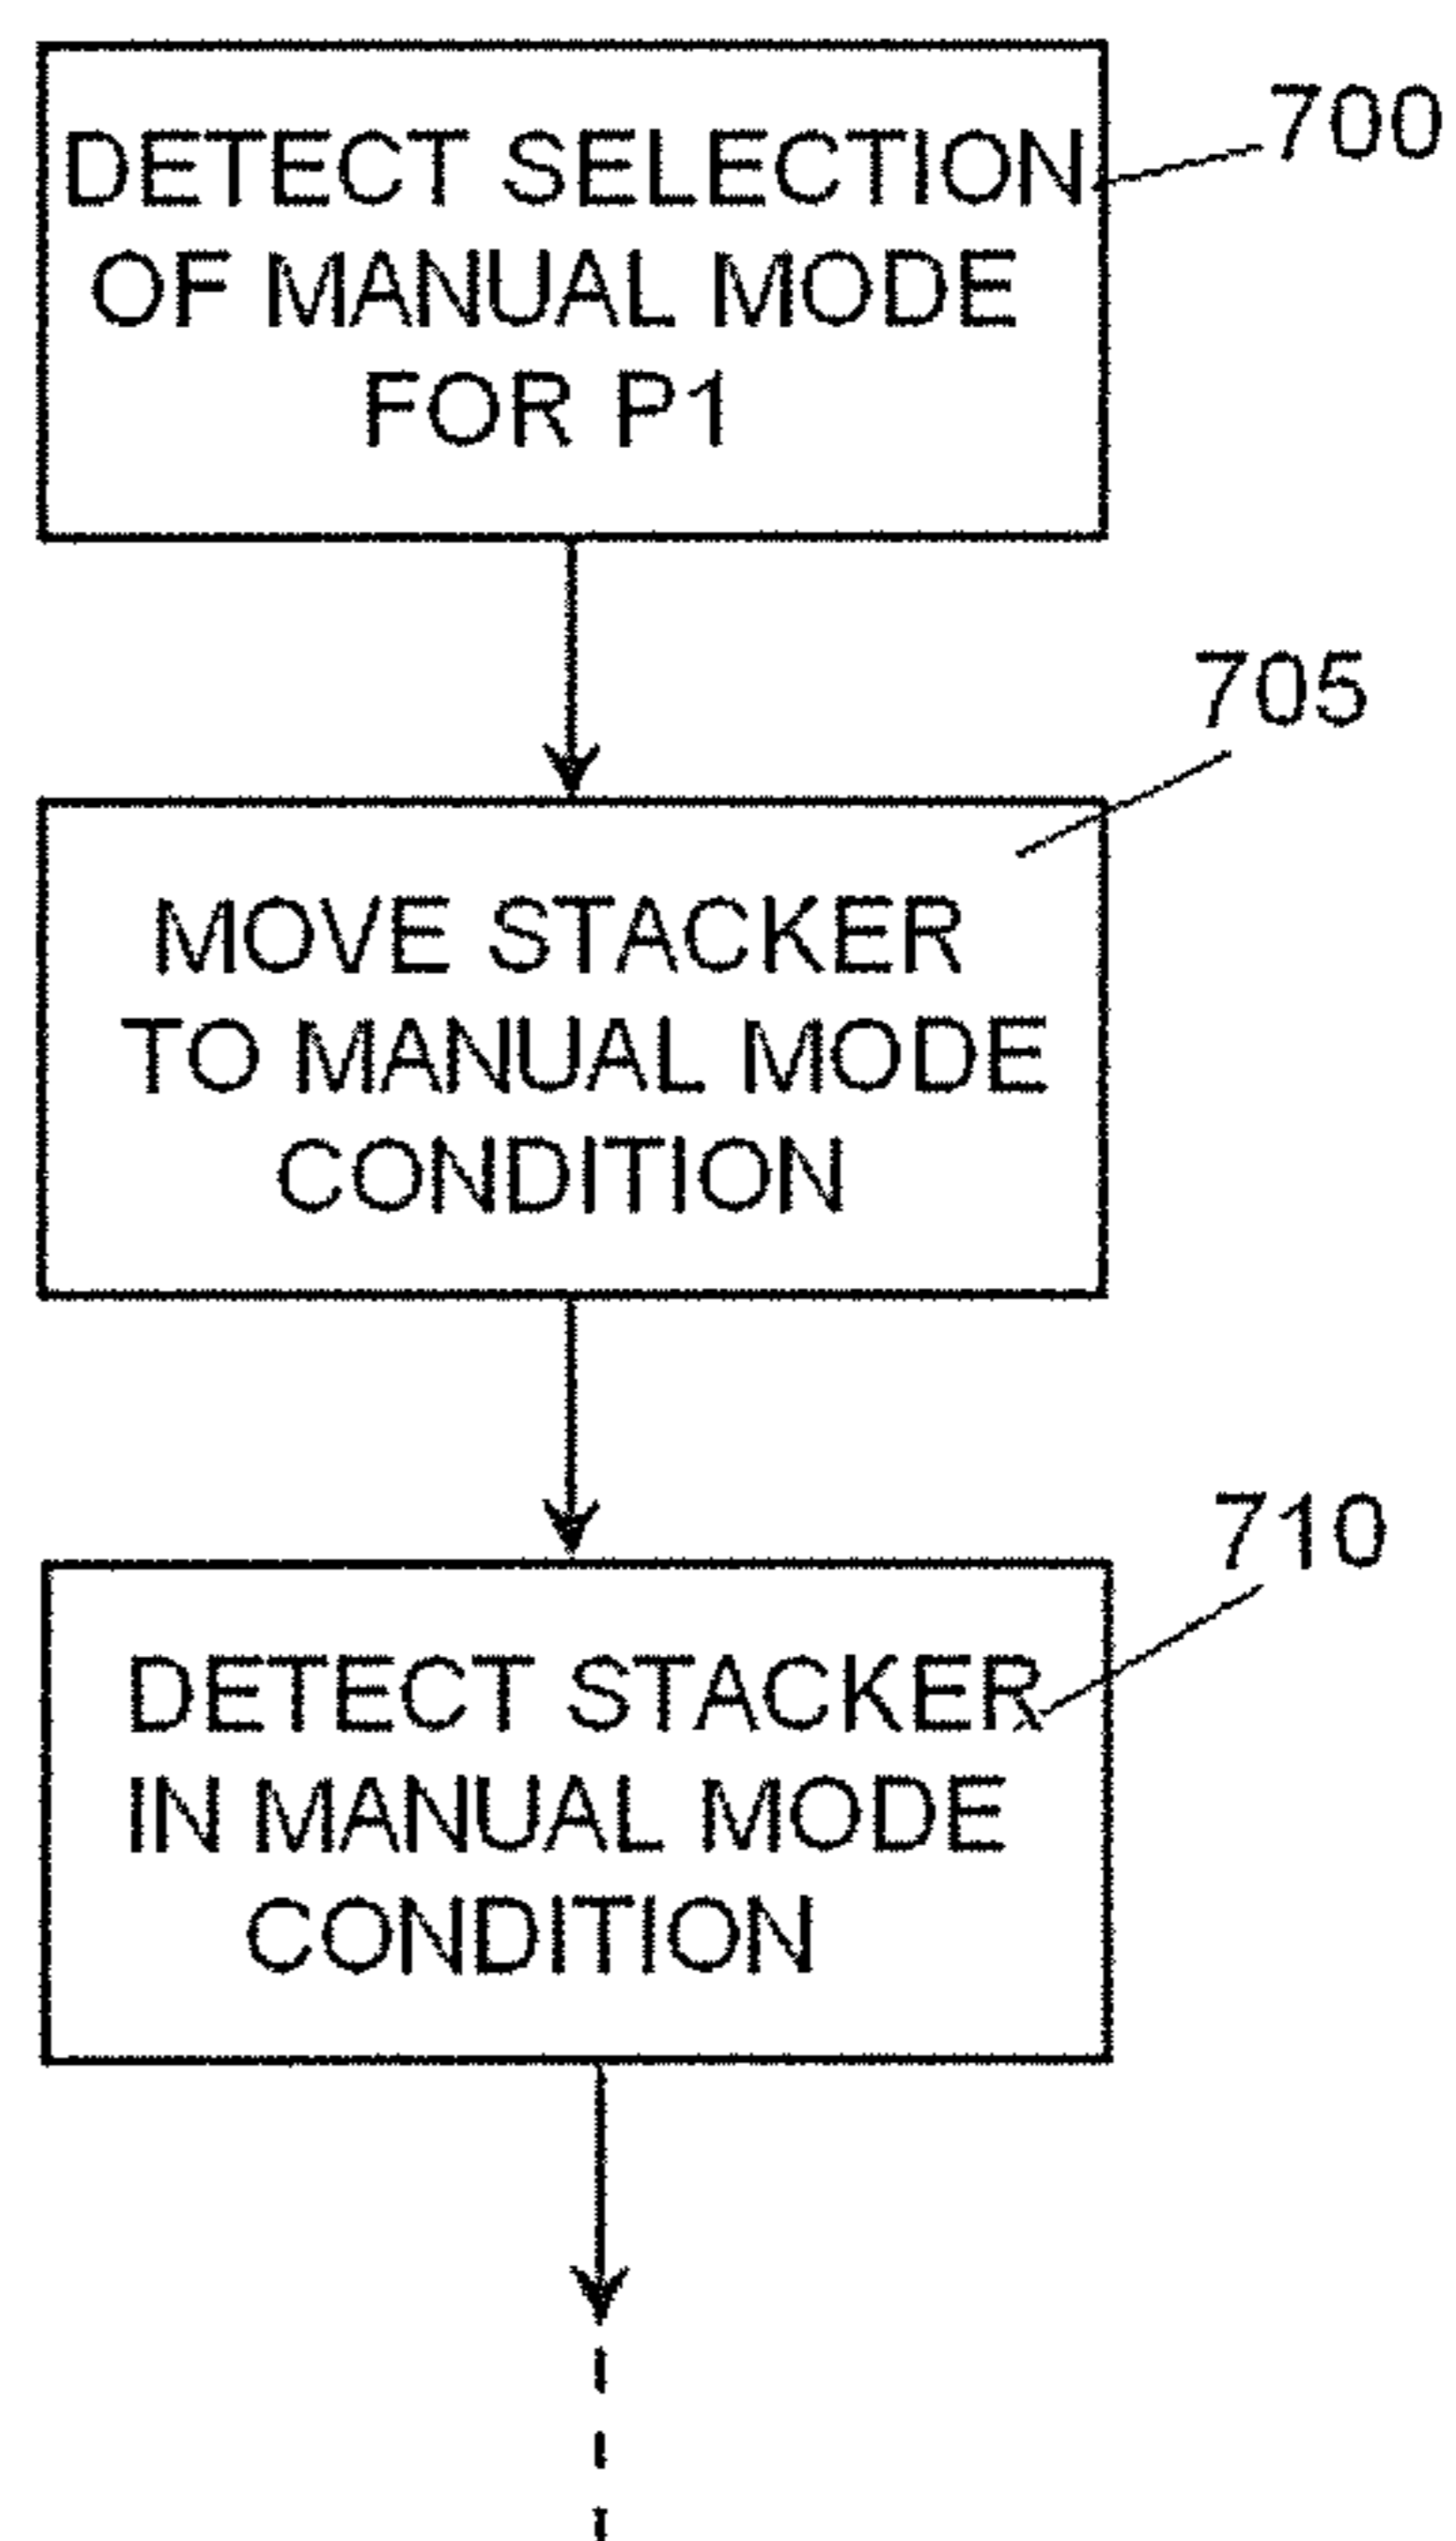 DETECT SELECTION
OF MANUAL MODE
FOR P1
700
705
MOVE STACKER
TO MANUAL MODE
CONDITION
710
DETECT STACKER
IN MANUAL MODE
CONDITION